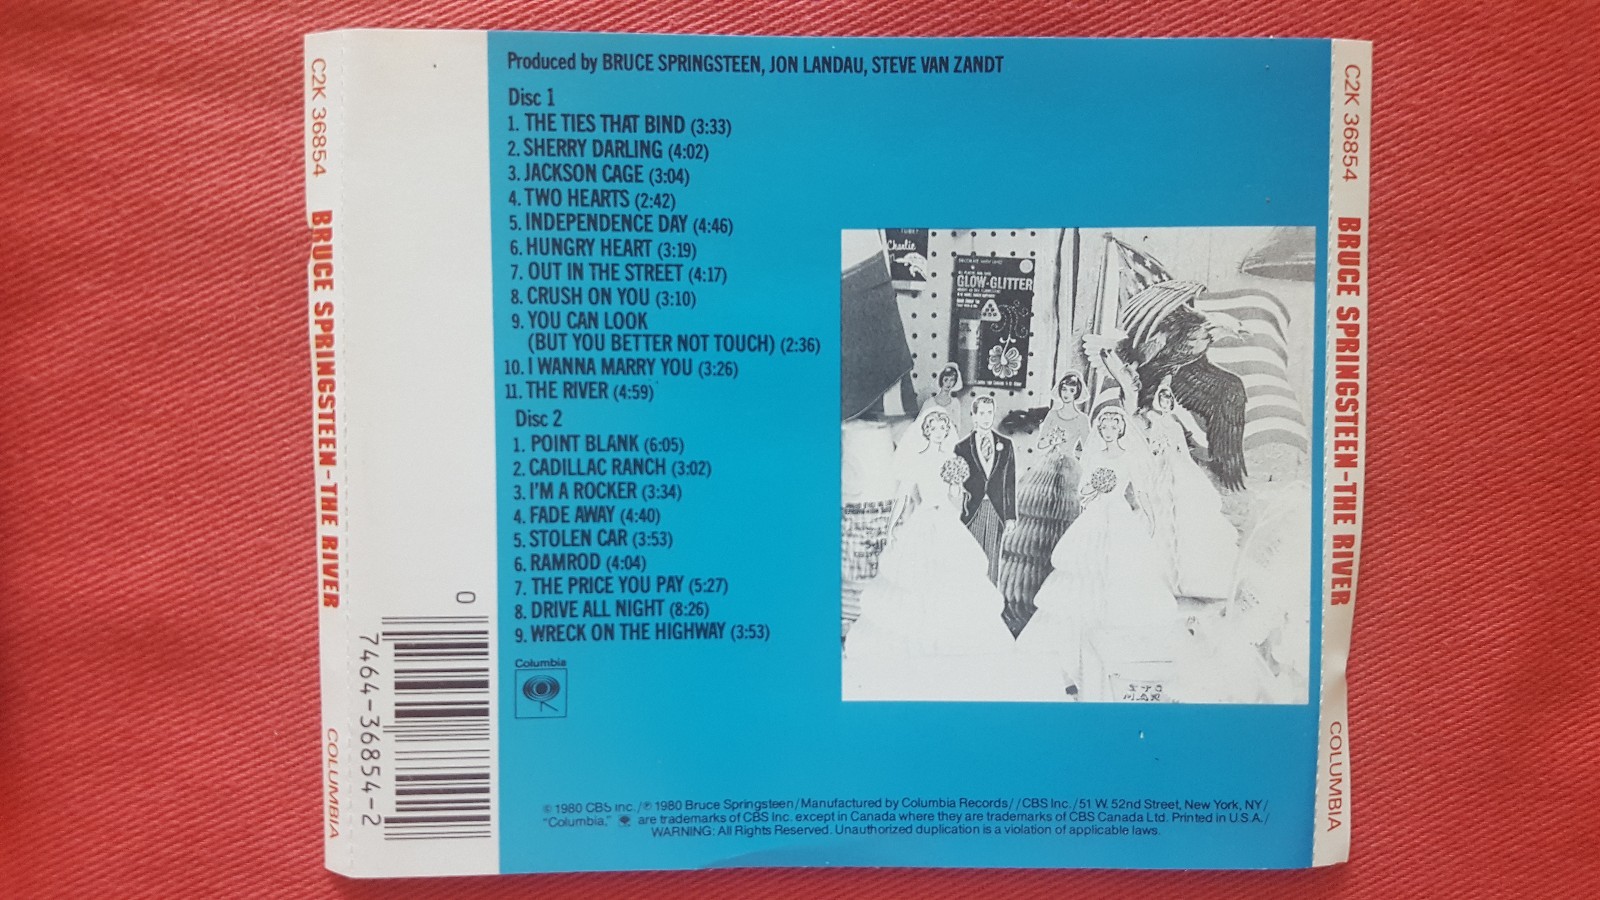 C2K 36854 BRUCE SPRINGSTEEN-THE RIVER COLUMBIA
0 7464-36854-2
Produced by BRUCE SPRINGSTEEN, JON LANDAU, STEVE VAN ZANDT
Disc 1
1. THE TIES THAT BIND (3:33)
2. SHERRY DARLING (4:02)
3. JACKSON CAGE (3:04)
4. TWO HEARTS (2:42)
5. INDEPENDENCE DAY (4:46)
6. HUNGRY HEART (3:19)
7. OUT IN THE STREET (4:17)
8. CRUSH ON YOU (3:10)
9. YOU CAN LOOK
(BUT YOU BETTER NOT TOUCH) (2:36)
10. I WANNA MARRY YOU (3:26)
11. THE RIVER (4:59)
Disc 2
1. POINT BLANK (6:05)
2. CADILLAC RANCH (3:02)
3. I'M A ROCKER (3:34)
4. FADE AWAY (4:40)
5. STOLEN CAR (3:53)
6. RAMROD (4:04)
7. THE PRICE YOU PAY (5:27)
8. DRIVE ALL NIGHT (8:26)
9. WRECK ON THE HIGHWAY (3:53)
Columbia
Charlie
GLOW-GLITTER
© 1980 CBS Inc./℗ 1980 Bruce Springsteen/Manufactured by Columbia Records//CBS Inc./51 W. 52nd Street, New York, NY/
"Columbia," are trademarks of CBS Inc. except in Canada where they are trademarks of CBS Canada Ltd. Printed in U.S.A./
WARNING: All Rights Reserved. Unauthorized duplication is a violation of applicable laws.
C2K 36854 BRUCE SPRINGSTEEN-THE RIVER COLUMBIA